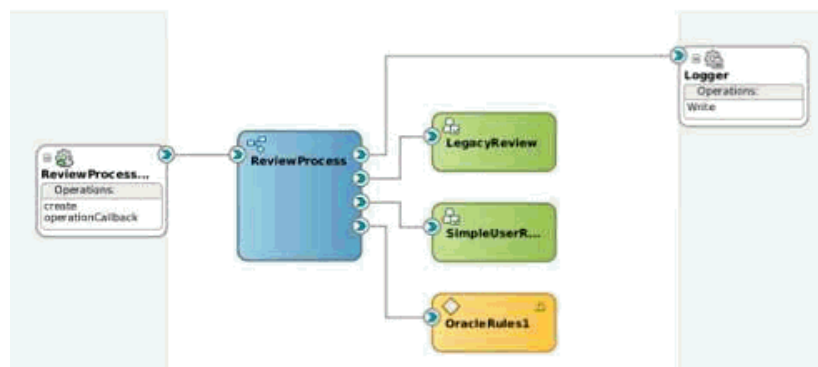 Logger
Operations:
Write
LegacyReview
ReviewProcess
ReviewProcess...
Operations:
create
operationCallback
SimpleUserR...
OracleRules1